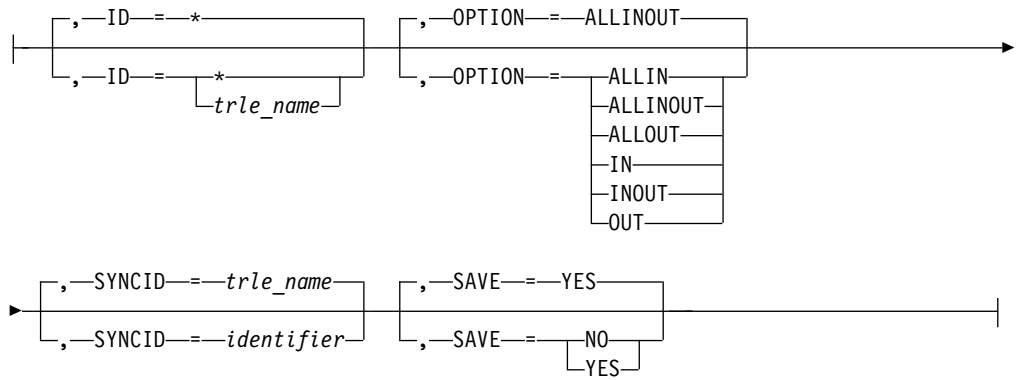 , ID = * , OPTION = ALLINOUT
, ID = * , OPTION = ALLIN
trle_name ALLINOUT
ALLOUT
IN
INOUT
OUT
, SYNCID = trle_name , SAVE = YES
, SYNCID = identifier , SAVE = NO
YES